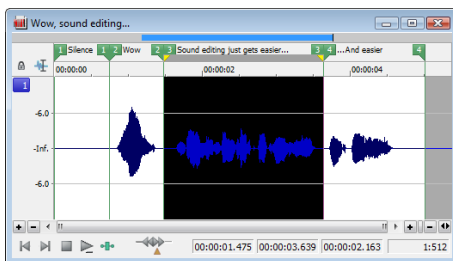 Wow, sound editing...
1 Silence 1 2 Wow 2 3 Sound editing just gets easier... 3 4 ...And easier 4
00:00:00 ,00:00:02 ,00:00:04
1
-6.0
-Inf.
-6.0
00:00:01.475 00:00:03.639 00:00:02.163 1:512